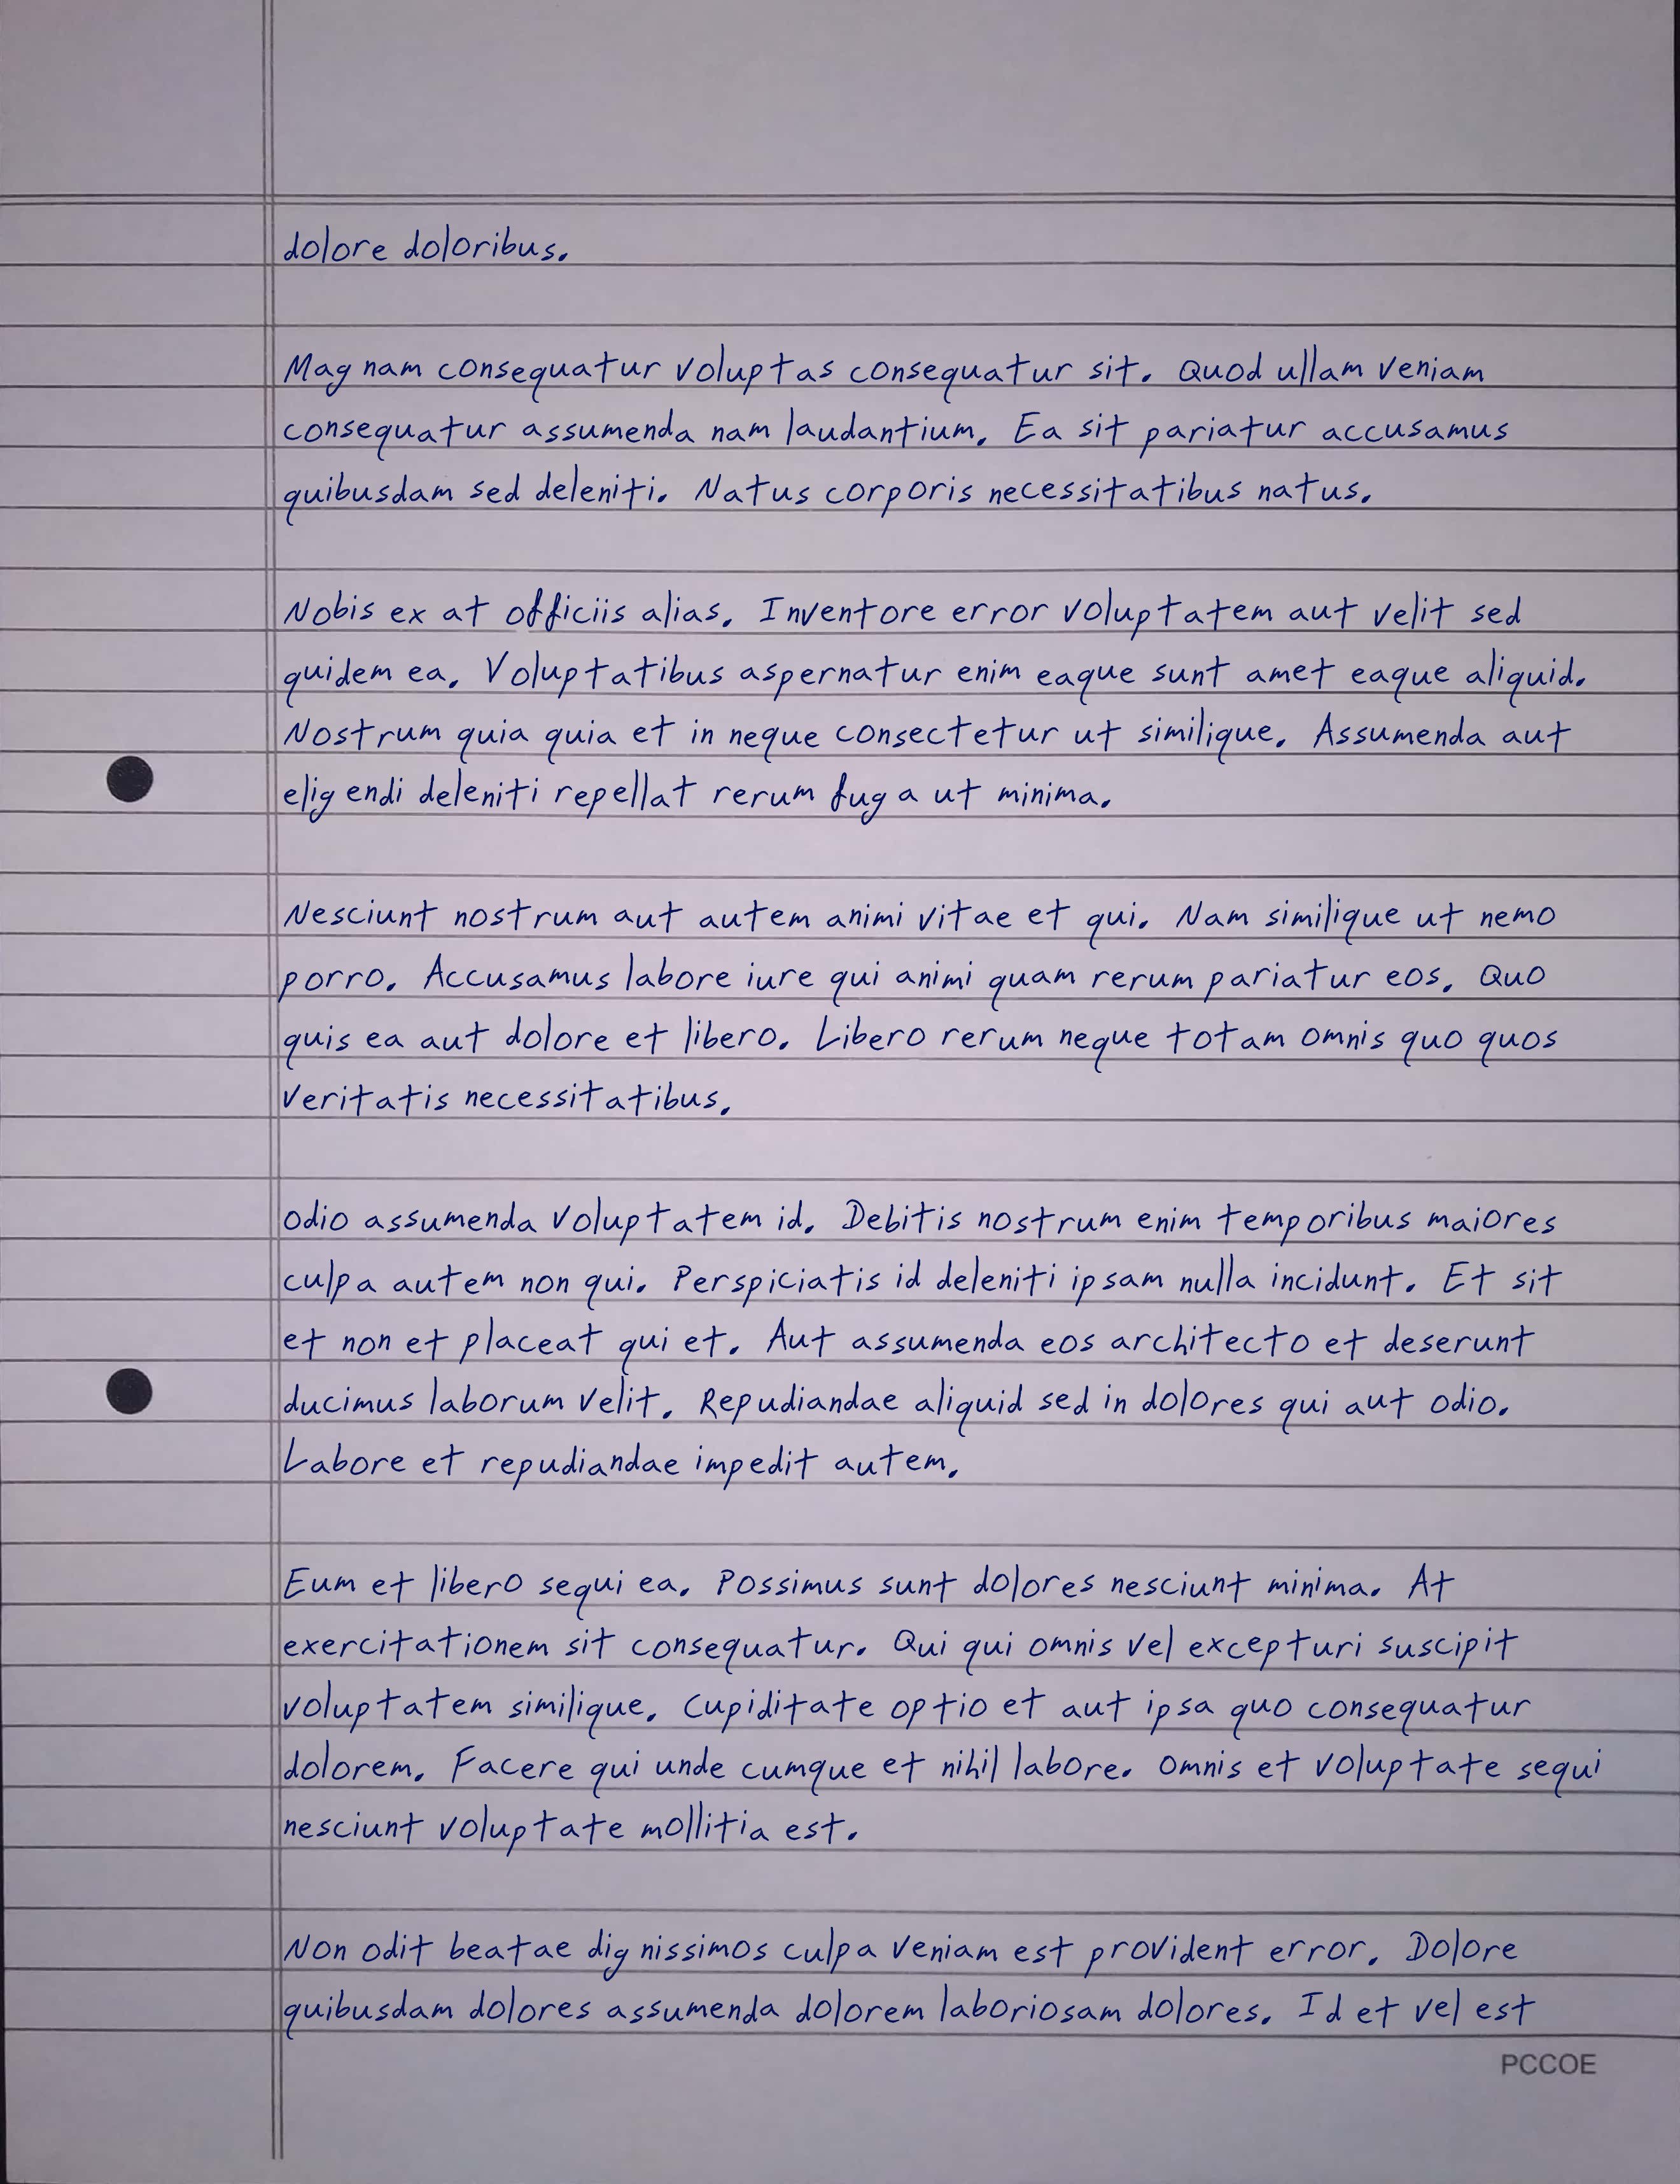 dolore doloribus.
Magnam consequatur voluptas consequatur sit. Quod ullam veniam
consequatur assumenda nam laudantium. Ea sit pariatur accusamus
quibusdam sed deleniti. Natus corporis necessitatibus natus.
Nobis ex at officiis alias. Inventore error voluptatem aut velit sed
quidem ea. Voluptatibus aspernatur enim eaque sunt amet eaque aliquid.
Nostrum quia quia et in neque consectetur ut similique. Assumenda aut
eligendi deleniti repellat rerum fuga ut minima.
Nesciunt nostrum aut autem animi vitae et qui. Nam similique ut nemo
porro. Accusamus labore iure qui animi quam rerum pariatur eos. Quo
quis ea aut dolore et libero. Libero rerum neque totam omnis quo quos
veritatis necessitatibus.
Odio assumenda voluptatem id. Debitis nostrum enim temporibus maiores
culpa autem non qui. Perspiciatis id deleniti ipsam nulla incidunt. Et sit
et non et placeat qui et. Aut assumenda eos architecto et deserunt
ducimus laborum velit. Repudiandae aliquid sed in dolores qui aut odio.
Labore et repudiandae impedit autem.
Eum et libero sequi ea. Possimus sunt dolores nesciunt minima. At
exercitationem sit consequatur. Qui qui omnis vel excepturi suscipit
voluptatem similique. Cupiditate optio et aut ipsa quo consequatur
dolorem. Facere qui unde cumque et nihil labore. Omnis et voluptate sequi
nesciunt voluptate mollitia est.
Non odit beatae dignissimos culpa veniam est provident error. Dolore
quibusdam dolores assumenda dolorem laboriosam dolores. Id et vel est
PCCOE